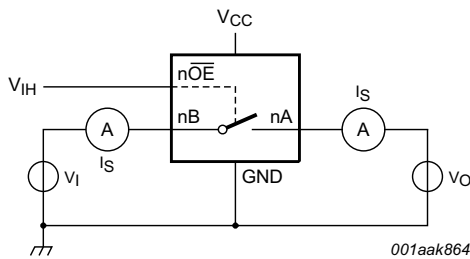 VCC
nOE
VIH
nB
nA
IS
A
A
IS
VI
GND
VO
001aak864